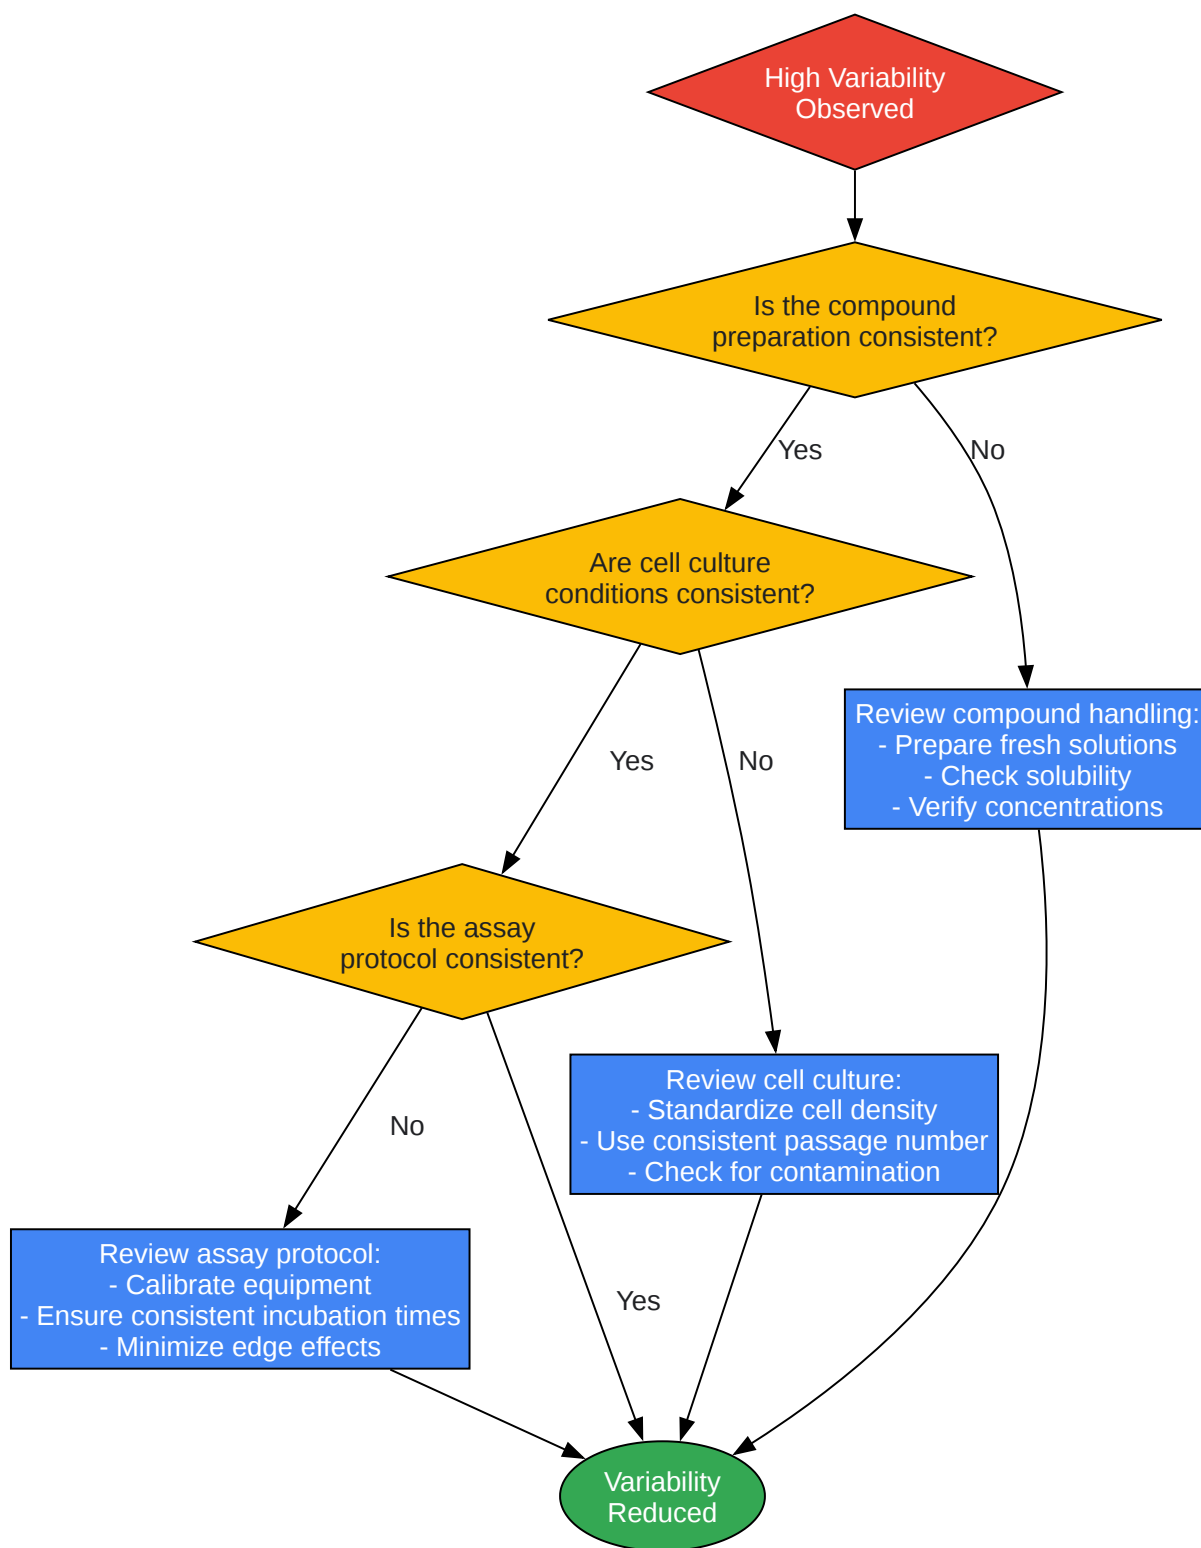 High Variability
Observed
Is the compound
preparation consistent?
Yes
No
Are cell culture
conditions consistent?
Yes
No
Review compound handling:
- Prepare fresh solutions
- Check solubility
- Verify concentrations
Is the assay
protocol consistent?
No
Yes
Review cell culture:
- Standardize cell density
- Use consistent passage number
- Check for contamination
Review assay protocol:
- Calibrate equipment
- Ensure consistent incubation times
- Minimize edge effects
Variability
Reduced